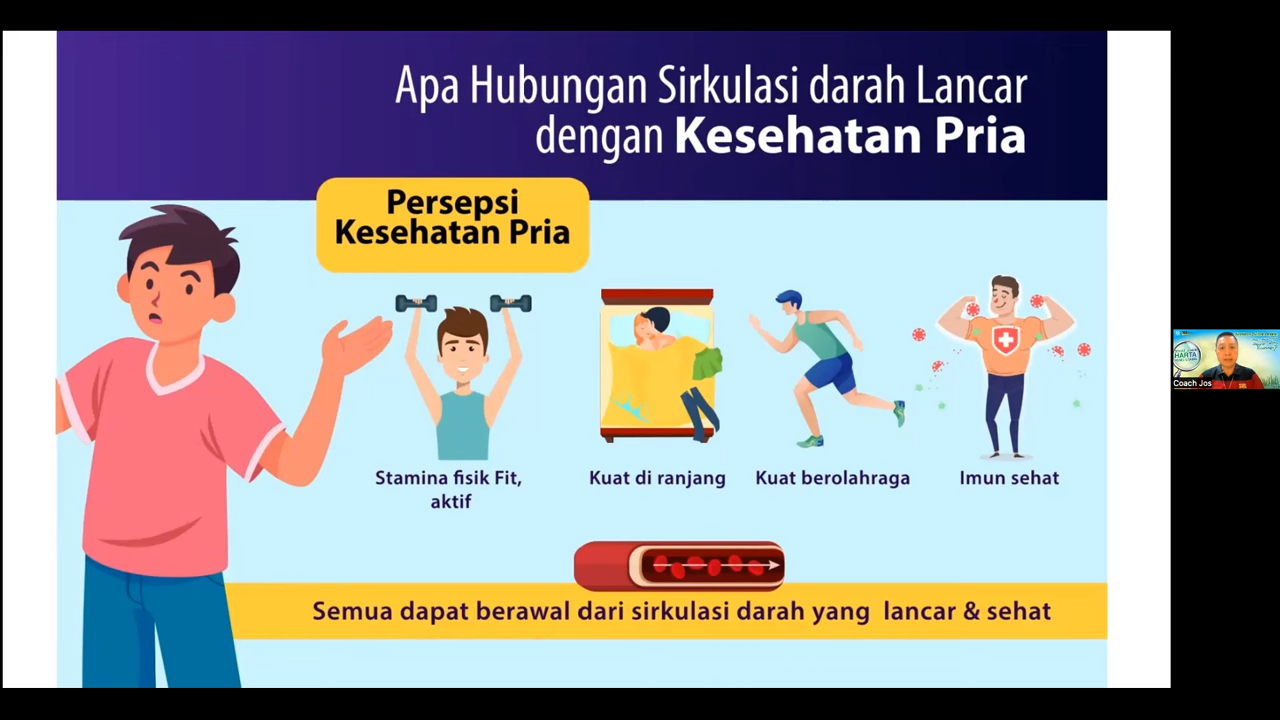 Apa Hubungan Sirkulasi darah Lancar
dengan Kesehatan Pria
Persepsi
Kesehatan Pria
Stamina fisik Fit,
aktif
Kuat di ranjang
Kuat berolahraga
Imun sehat
Semua dapat berawal dari sirkulasi darah yang lancar & sehat
HARTA
Coach Jos